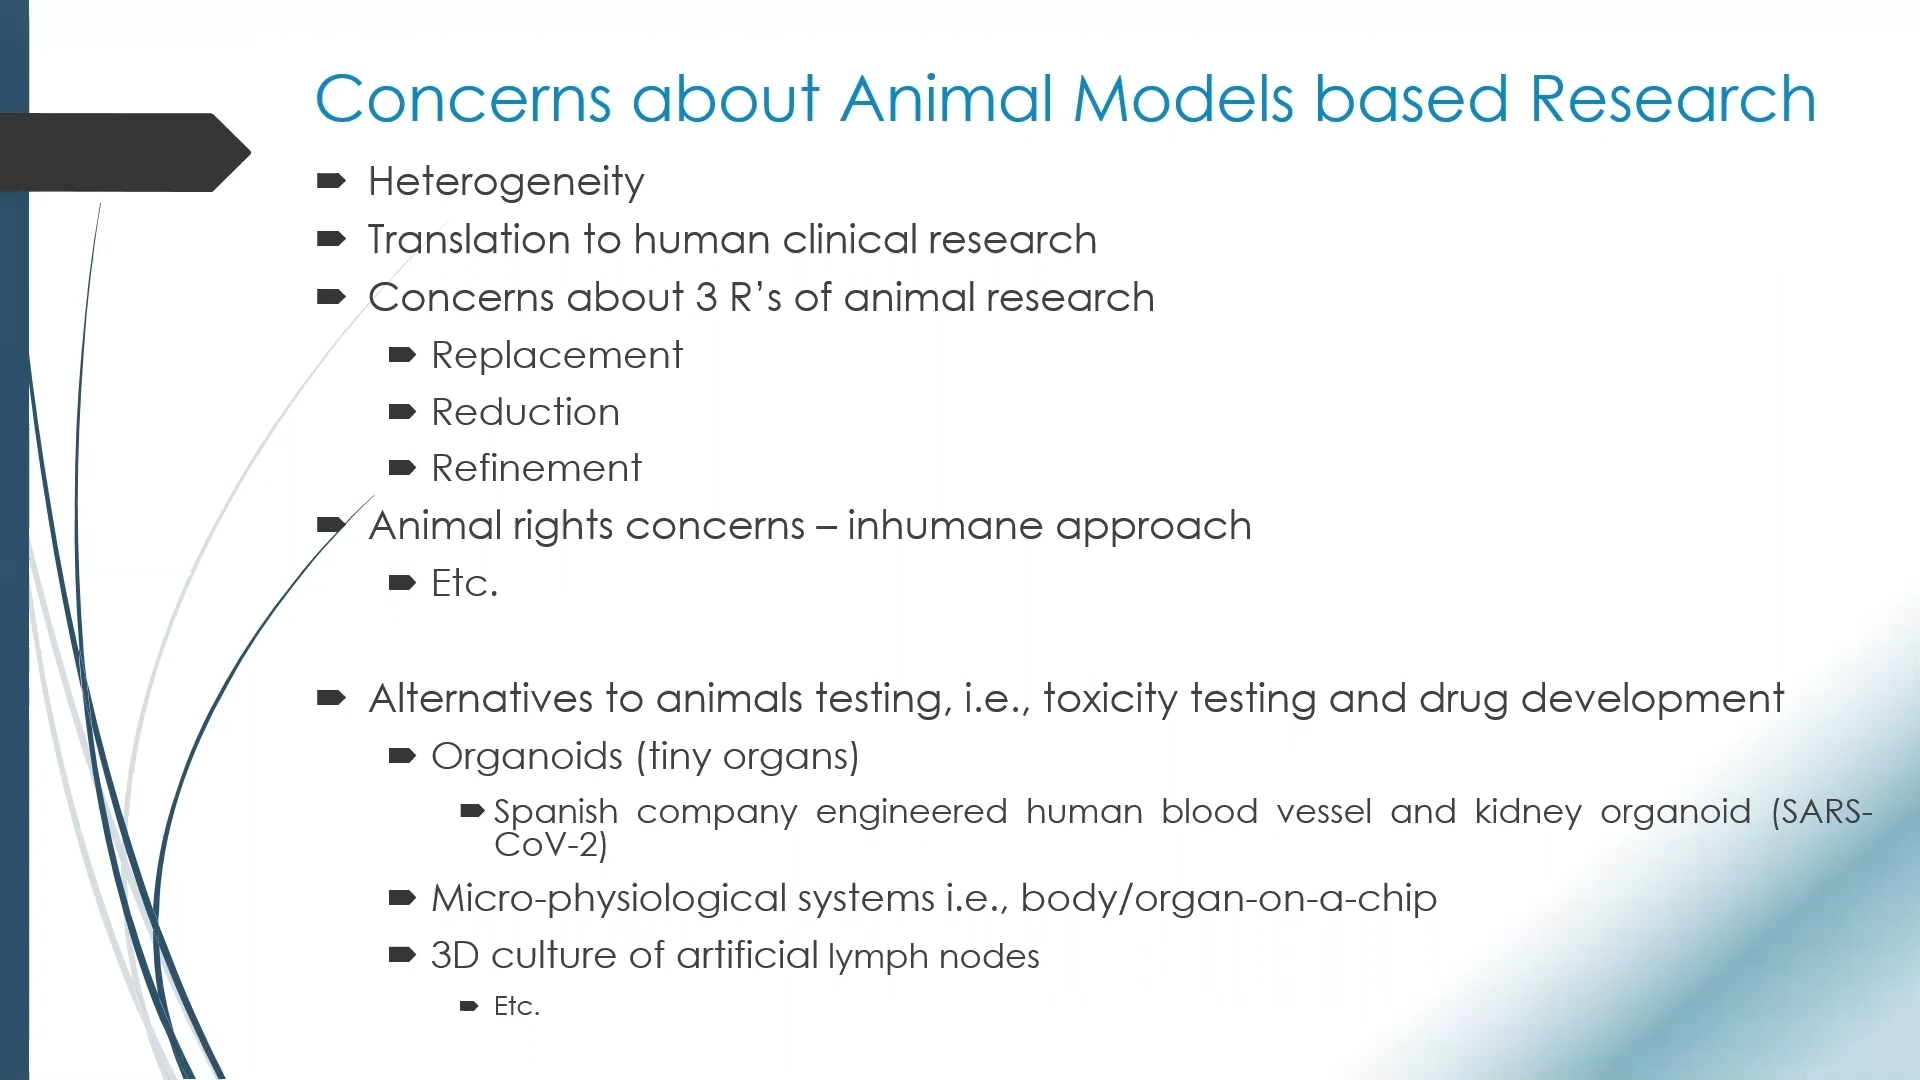 Concerns about Animal Models based Research
Heterogeneity
Translation to human clinical research
Concerns about 3 R’s of animal research
Replacement
Reduction
Refinement
Animal rights concerns – inhumane approach
Etc.
Alternatives to animals testing, i.e., toxicity testing and drug development
Organoids (tiny organs)
Spanish company engineered human blood vessel and kidney organoid (SARS-
CoV-2)
Micro-physiological systems i.e., body/organ-on-a-chip
3D culture of artificial lymph nodes
Etc.